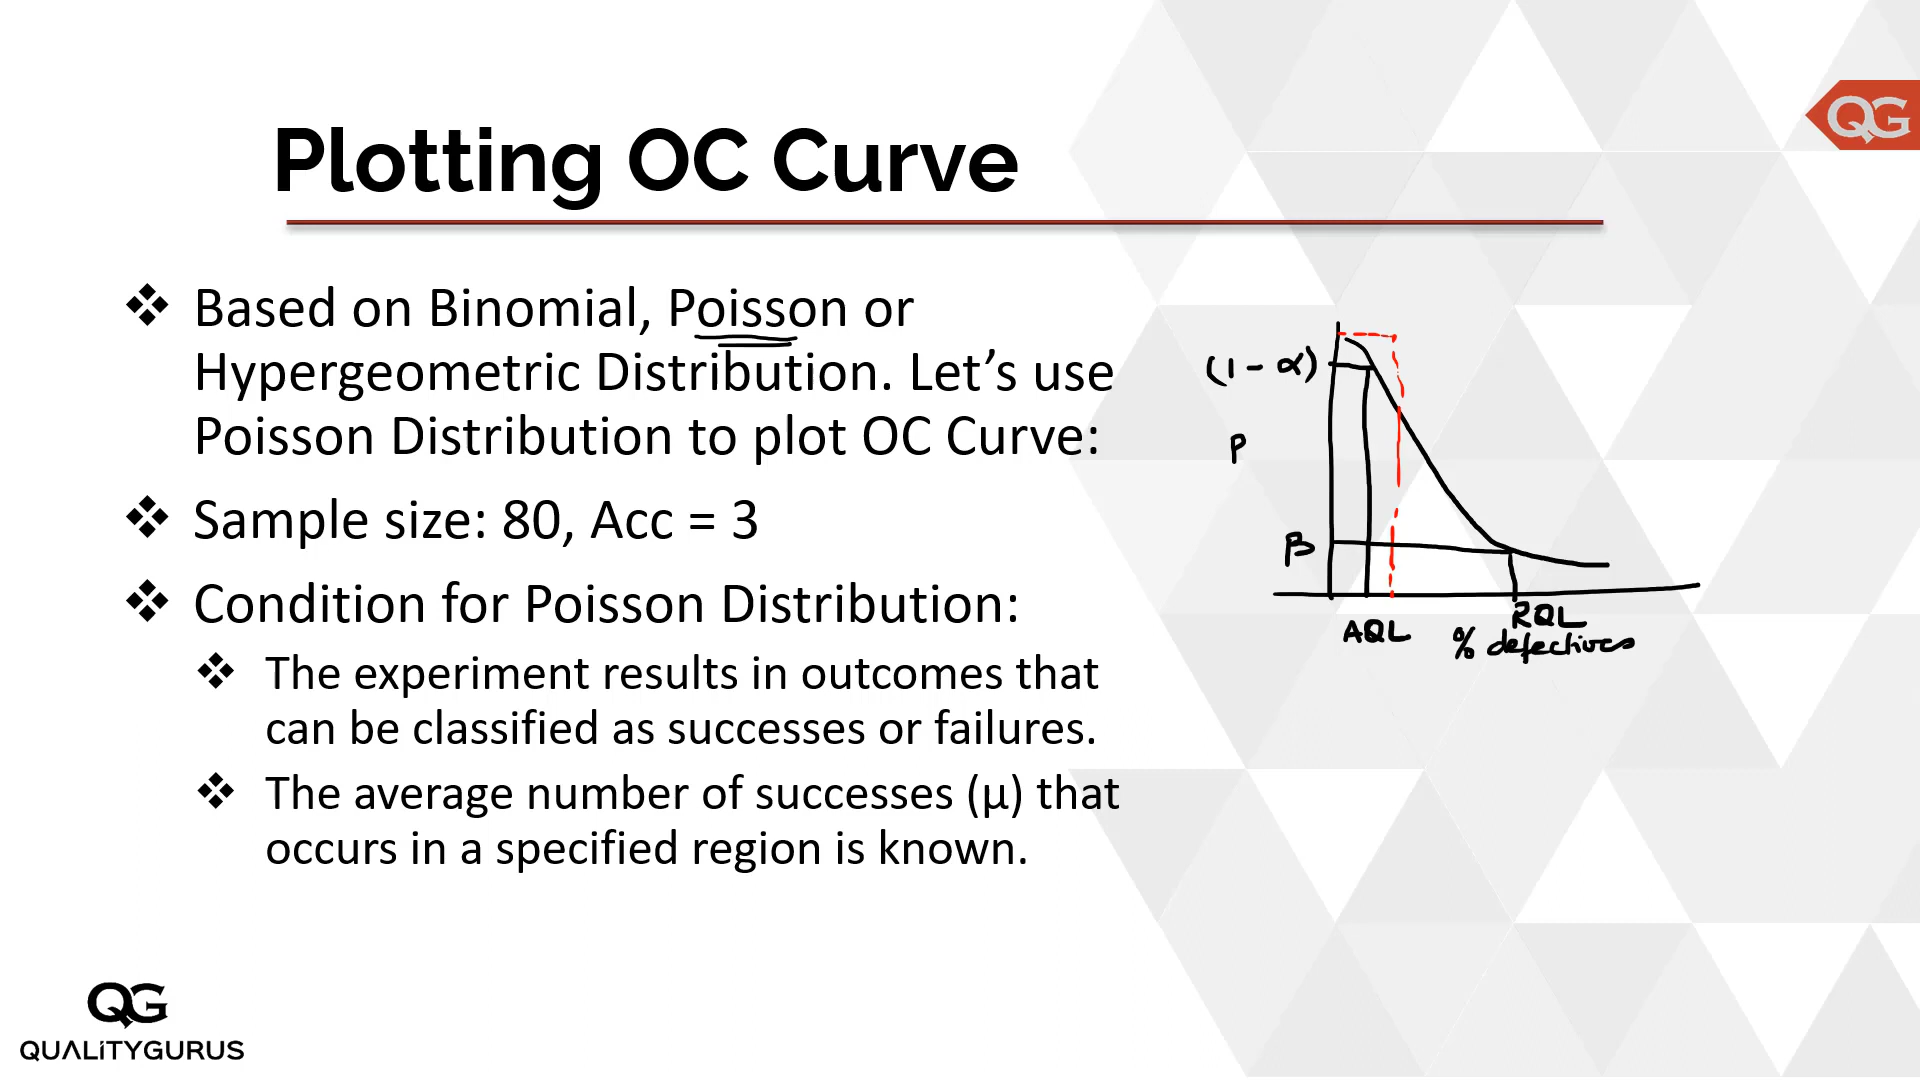 Plotting OC Curve
QG
❖ Based on Binomial, Poisson or
Hypergeometric Distribution. Let’s use
Poisson Distribution to plot OC Curve:
❖ Sample size: 80, Acc = 3
❖ Condition for Poisson Distribution:
❖ The experiment results in outcomes that
can be classified as successes or failures.
❖ The average number of successes (µ) that
occurs in a specified region is known.
(1 - α)
P
β
AQL
RQL
% defectives
QG
QUALiTYGURUS